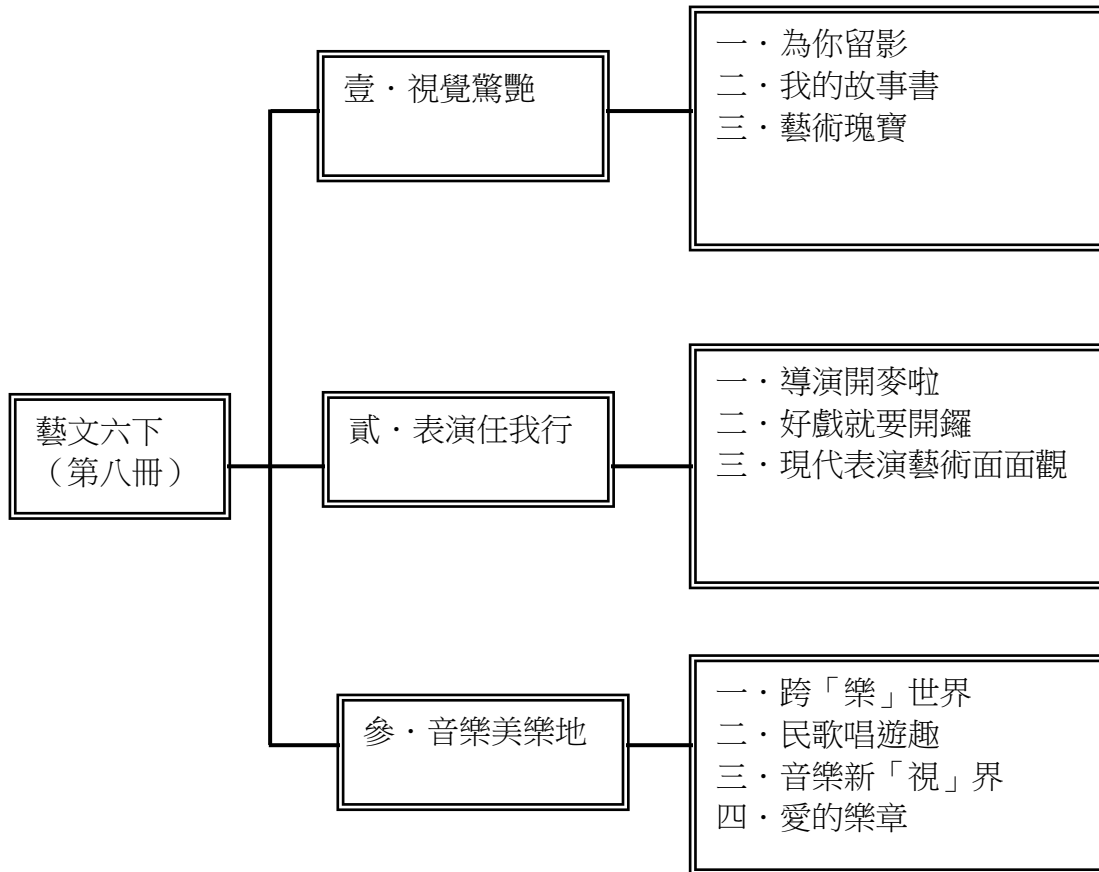 藝文六下
（第八冊）
壹．視覺驚艷
一．為你留影
二．我的故事書
三．藝術瑰寶
貳．表演任我行
一．導演開麥啦
二．好戲就要開鑼
三．現代表演藝術面面觀
參．音樂美樂地
一．跨「樂」世界
二．民歌唱遊趣
三．音樂新「視」界
四．愛的樂章